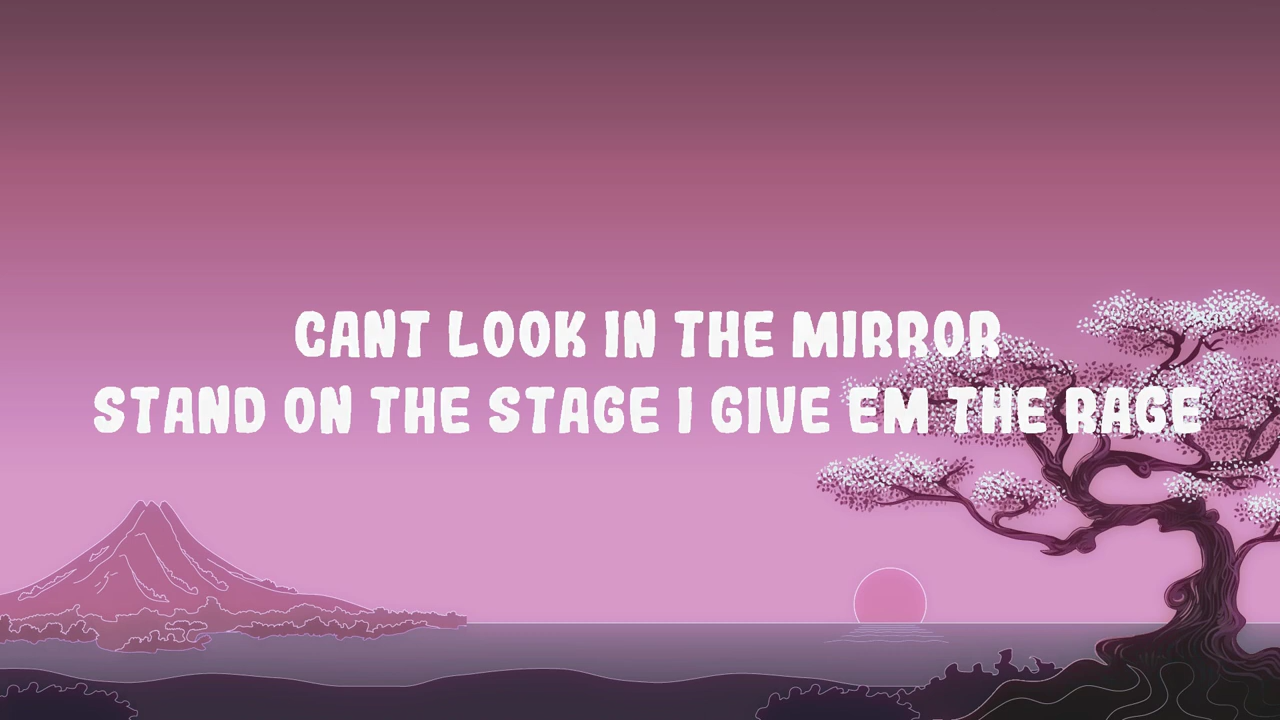 CANT LOOK IN THE MIRROR
STAND ON THE STAGE I GIVE EM THE RAGE